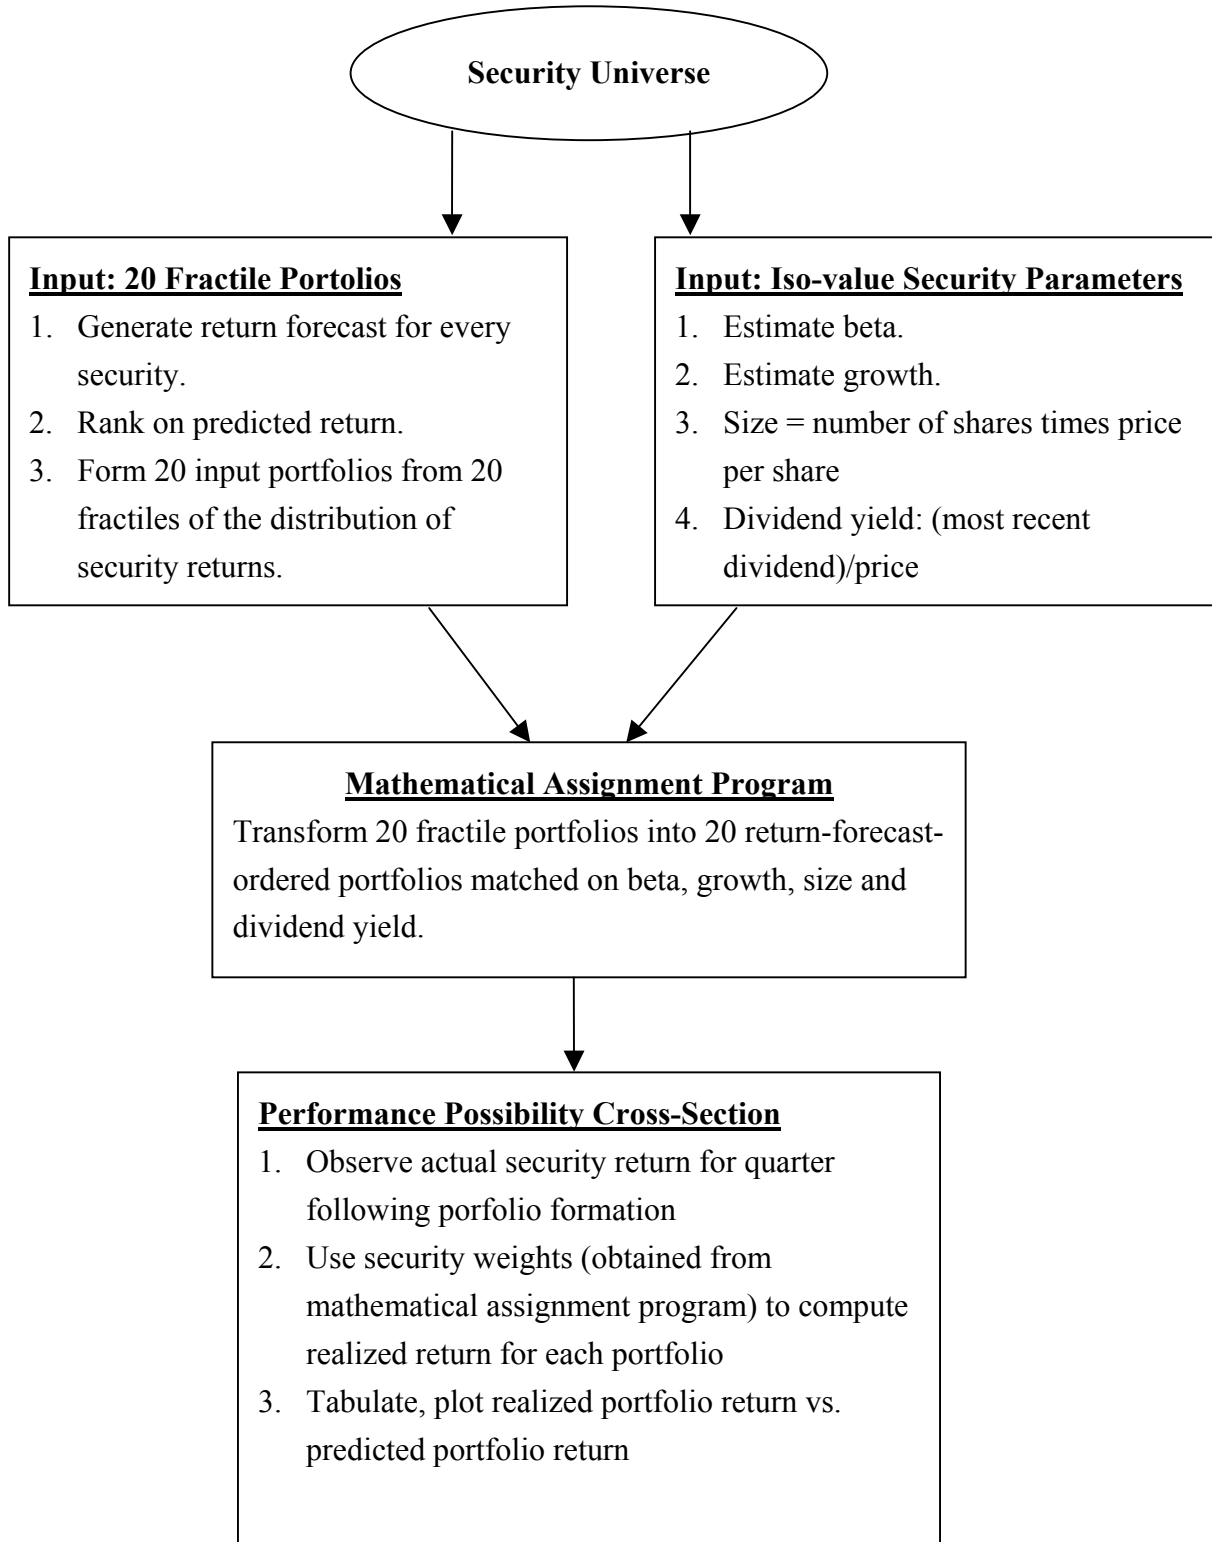 Security Universe
Input: 20 Fractile Portolios
1. Generate return forecast for every
security.
2. Rank on predicted return.
3. Form 20 input portfolios from 20
fractiles of the distribution of
security returns.
Input: Iso-value Security Parameters
1. Estimate beta.
2. Estimate growth.
3. Size = number of shares times price
per share
4. Dividend yield: (most recent
dividend)/price
Mathematical Assignment Program
Transform 20 fractile portfolios into 20 return-forecast-
ordered portfolios matched on beta, growth, size and
dividend yield.
Performance Possibility Cross-Section
1. Observe actual security return for quarter
following porfolio formation
2. Use security weights (obtained from
mathematical assignment program) to compute
realized return for each portfolio
3. Tabulate, plot realized portfolio return vs.
predicted portfolio return